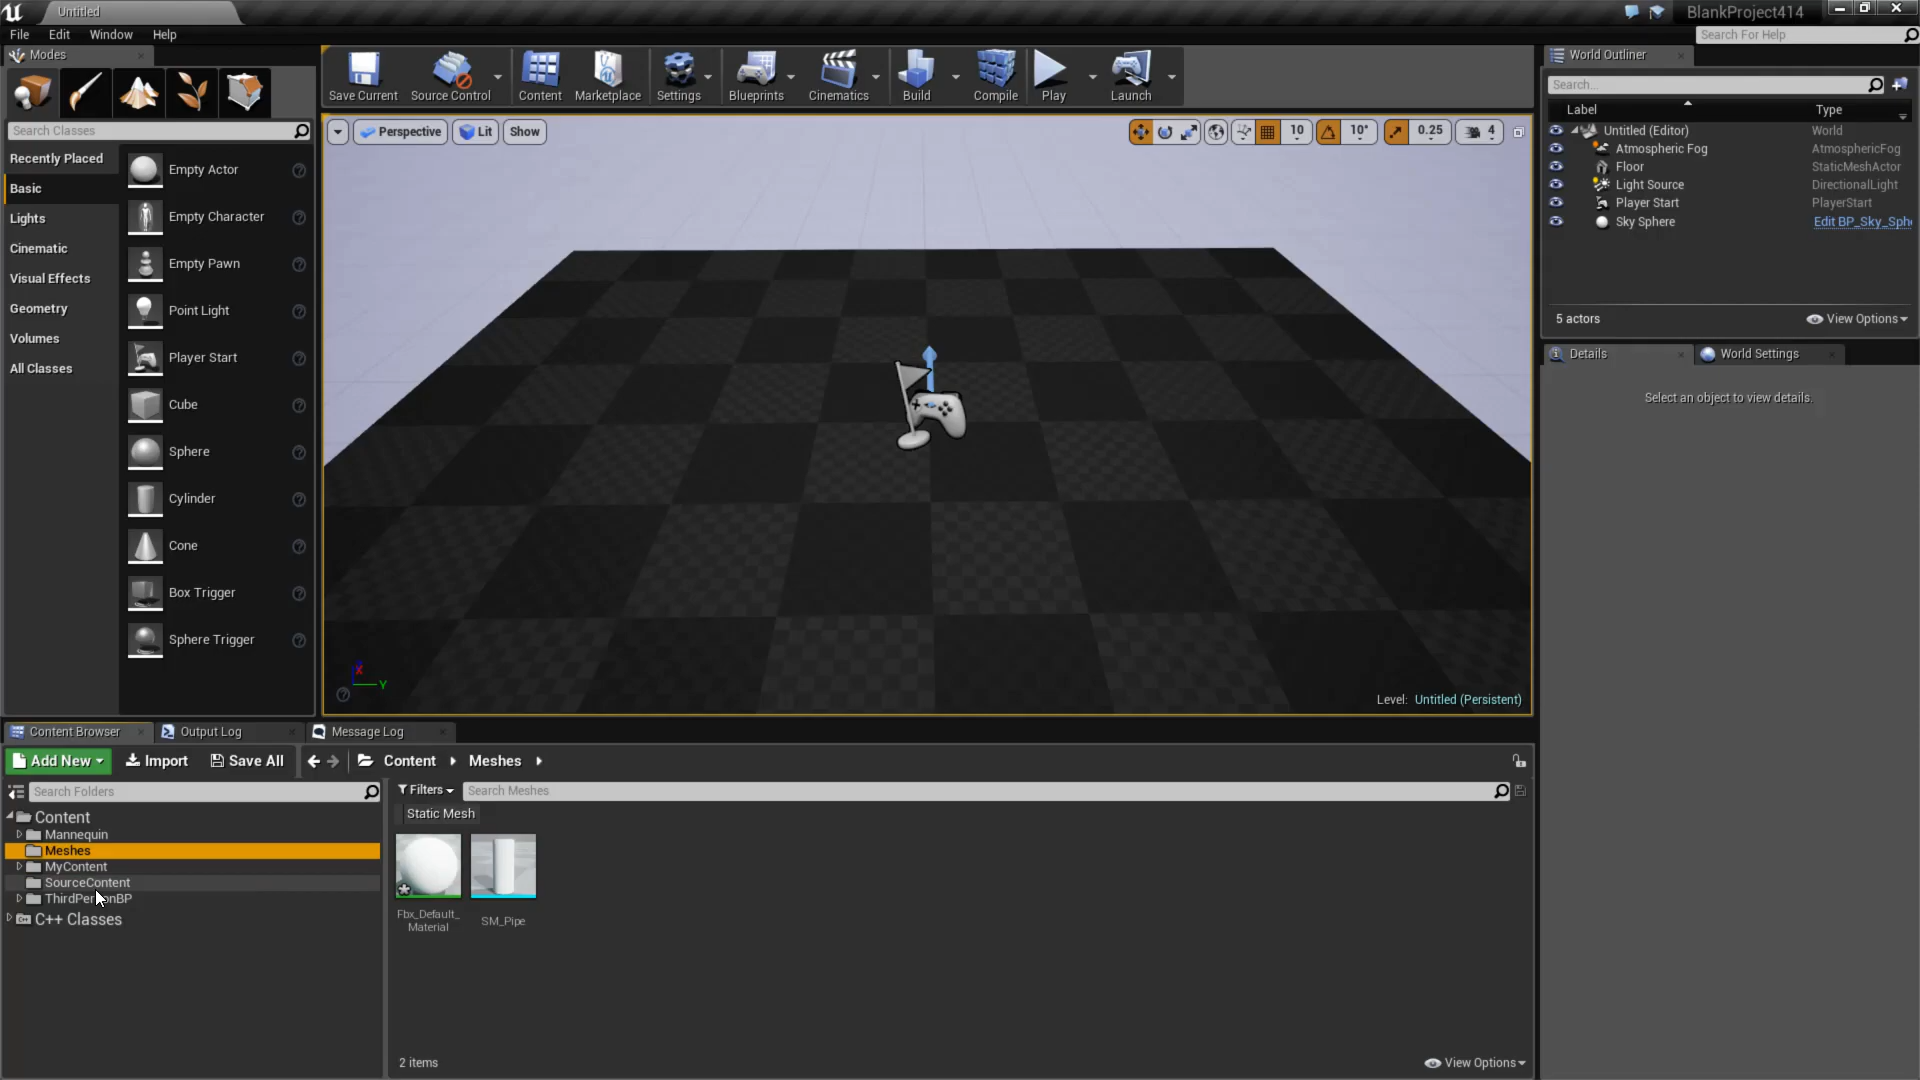 Untitled
BlankProject414
File Edit Window Help
Search For Help
Modes
Save Current
Source Control
Content
Marketplace
Settings
Blueprints
Cinematics
Build
Compile
Play
Launch
World Outliner
Search Classes
Recently Placed
Basic
Lights
Cinematic
Visual Effects
Geometry
Volumes
All Classes
Empty Actor
Empty Character
Empty Pawn
Point Light
Player Start
Cube
Sphere
Cylinder
Cone
Box Trigger
Sphere Trigger
Perspective Lit Show
10 10° 0.25 4
X
Y
Level: Untitled (Persistent)
Search...
Label Type
Untitled (Editor) World
Atmospheric Fog AtmosphericFog
Floor StaticMeshActor
Light Source DirectionalLight
Player Start PlayerStart
Sky Sphere Edit BP_Sky_Sph
5 actors View Options
Details World Settings
Select an object to view details.
Content Browser Output Log Message Log
Add New Import Save All Content Meshes
Search Folders
Filters Search Meshes
Static Mesh
Content
Mannequin
Meshes
MyContent
SourceContent
ThirdPersonBP
C++ Classes
Fbx_Default_
Material
SM_Pipe
2 items View Options